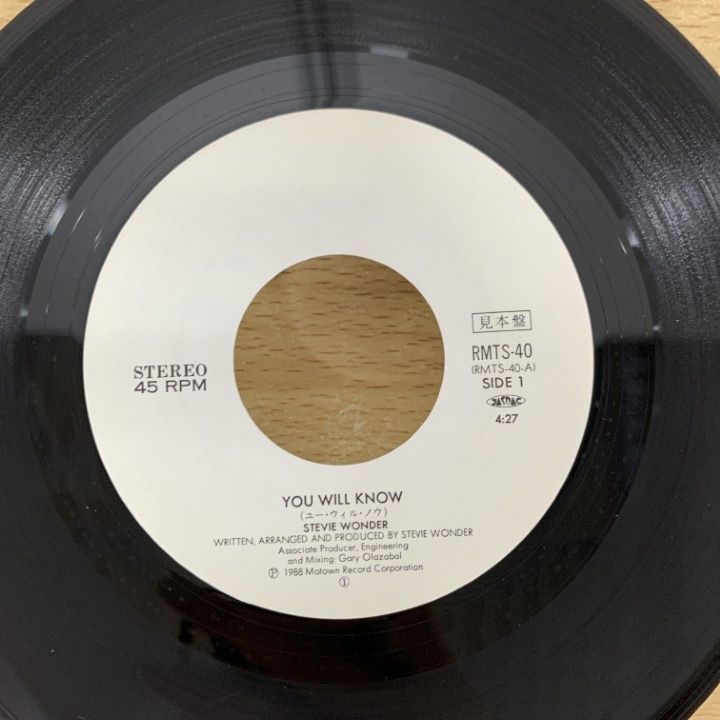 見本盤
STEREO
45 RPM
RMTS-40
(RMTS-40-A)
SIDE 1
JASRAC
4:27
YOU WILL KNOW
(ユー・ウィル・ノウ)
STEVIE WONDER
WRITTEN, ARRANGED AND PRODUCED BY STEVIE WONDER
Associate Producer, Engineering
and Mixing: Gary Olazabal
Ⓟ 1988 Motown Record Corporation
①